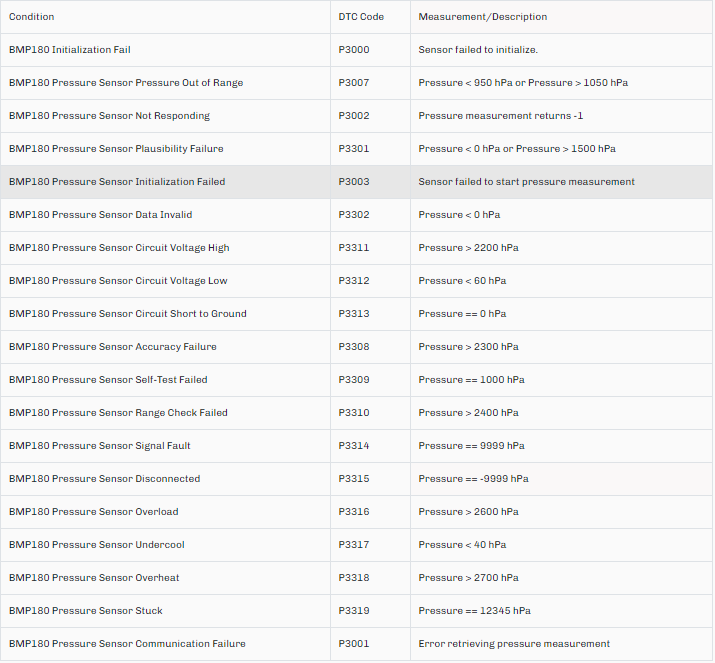 Condition DTC Code Measurement/Description
BMP180 Initialization Fail P3000 Sensor failed to initialize.
BMP180 Pressure Sensor Pressure Out of Range P3007 Pressure < 950 hPa or Pressure > 1050 hPa
BMP180 Pressure Sensor Not Responding P3002 Pressure measurement returns -1
BMP180 Pressure Sensor Plausibility Failure P3301 Pressure < 0 hPa or Pressure > 1500 hPa
BMP180 Pressure Sensor Initialization Failed P3003 Sensor failed to start pressure measurement
BMP180 Pressure Sensor Data Invalid P3302 Pressure < 0 hPa
BMP180 Pressure Sensor Circuit Voltage High P3311 Pressure > 2200 hPa
BMP180 Pressure Sensor Circuit Voltage Low P3312 Pressure < 60 hPa
BMP180 Pressure Sensor Circuit Short to Ground P3313 Pressure == 0 hPa
BMP180 Pressure Sensor Accuracy Failure P3308 Pressure > 2300 hPa
BMP180 Pressure Sensor Self-Test Failed P3309 Pressure == 1000 hPa
BMP180 Pressure Sensor Range Check Failed P3310 Pressure > 2400 hPa
BMP180 Pressure Sensor Signal Fault P3314 Pressure == 9999 hPa
BMP180 Pressure Sensor Disconnected P3315 Pressure == -9999 hPa
BMP180 Pressure Sensor Overload P3316 Pressure > 2600 hPa
BMP180 Pressure Sensor Undercool P3317 Pressure < 40 hPa
BMP180 Pressure Sensor Overheat P3318 Pressure > 2700 hPa
BMP180 Pressure Sensor Stuck P3319 Pressure == 12345 hPa
BMP180 Pressure Sensor Communication Failure P3001 Error retrieving pressure measurement